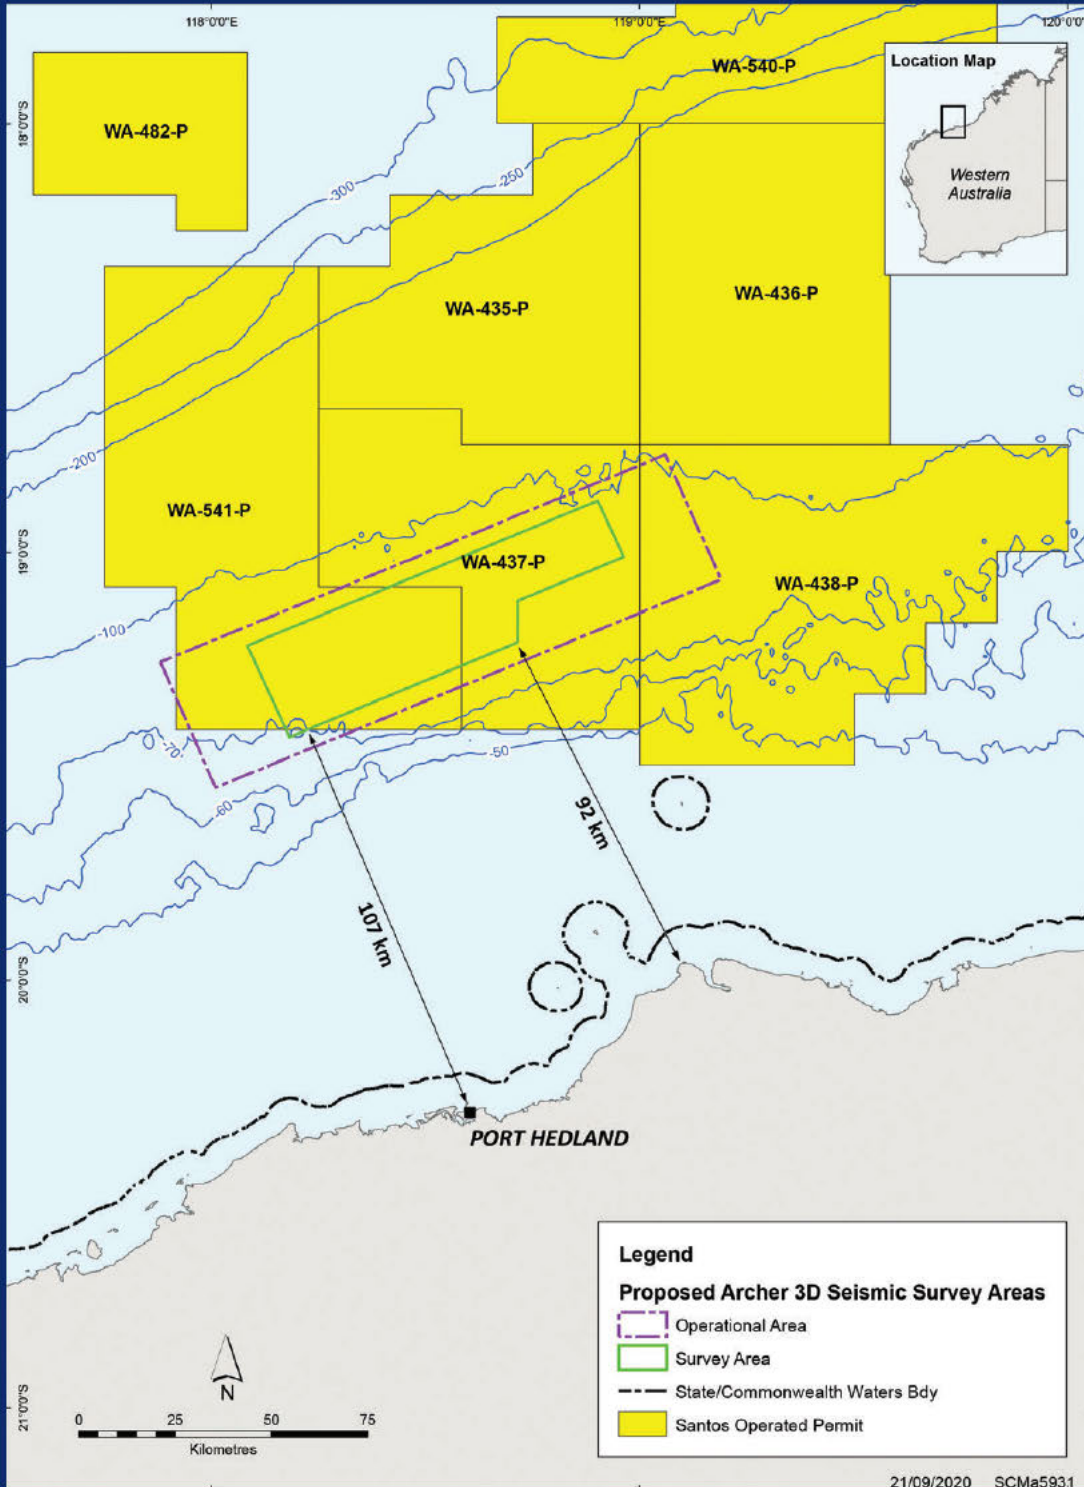 118°0'0"E
119°0'0"E
120°0'0"
18°0'0"S
19°0'0"S
20°0'0"S
21°0'0"S
WA-540-P
WA-482-P
Location Map
Western
Australia
-300
-250
WA-435-P
WA-436-P
-200
WA-541-P
WA-437-P
WA-438-P
-100
-70
-50
-60
92 km
107 km
PORT HEDLAND
N
0 25 50 75
Kilometres
Legend
Proposed Archer 3D Seismic Survey Areas
Operational Area
Survey Area
State/Commonwealth Waters Bdy
Santos Operated Permit
21/09/2020 SCMa5931